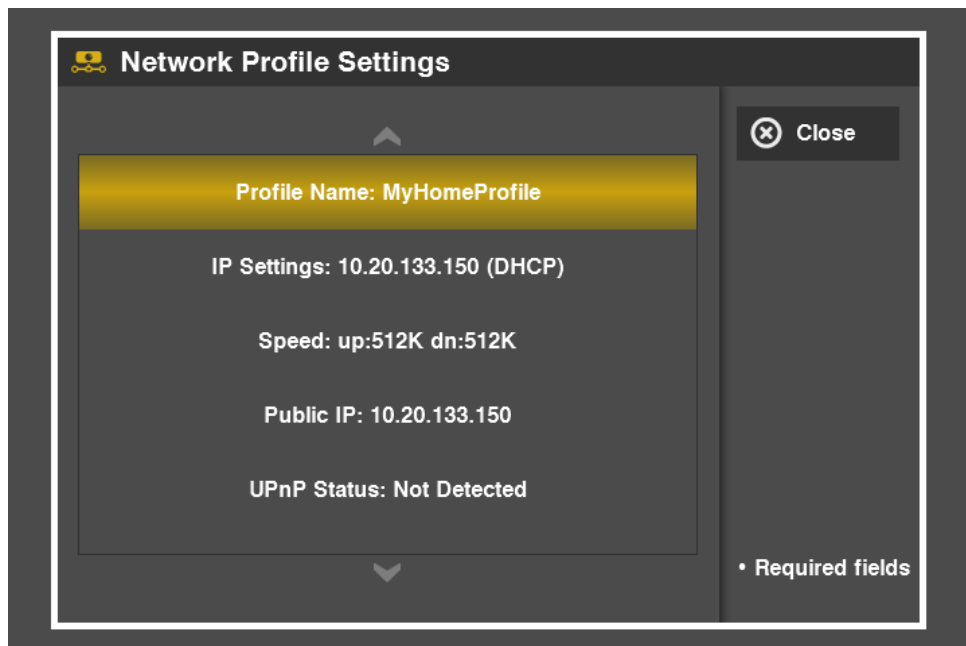 Network Profile Settings
Close
Profile Name: MyHomeProfile
IP Settings: 10.20.133.150 (DHCP)
Speed: up:512K dn:512K
Public IP: 10.20.133.150
UPnP Status: Not Detected
• Required fields